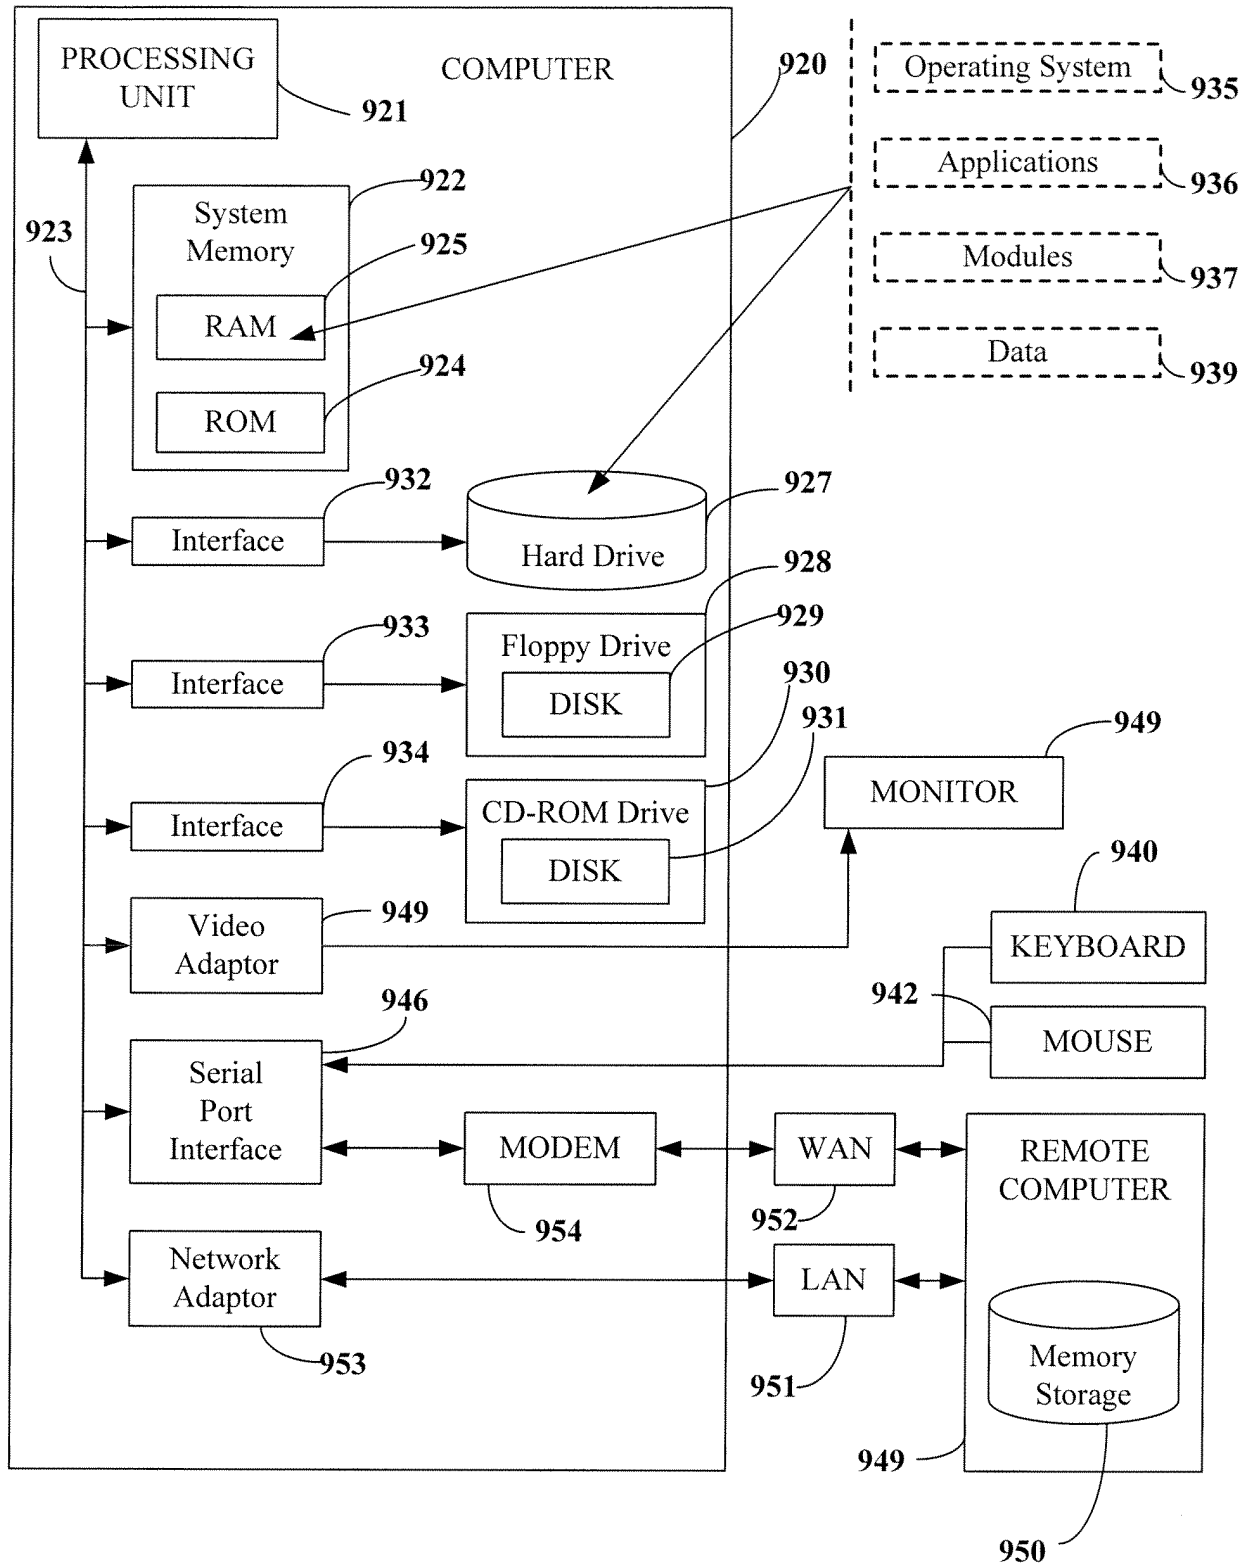 PROCESSING
UNIT
921
COMPUTER
920
Operating System
935
Applications
936
Modules
937
Data
939
923
922
System
Memory
925
RAM
924
ROM
932
Interface
927
Hard Drive
933
Interface
928
Floppy Drive
929
DISK
934
Interface
930
CD-ROM Drive
931
DISK
949
MONITOR
949
Video
Adaptor
940
KEYBOARD
942
MOUSE
946
Serial
Port
Interface
MODEM
954
WAN
952
REMOTE
COMPUTER
Network
Adaptor
953
LAN
951
Memory
Storage
949
950